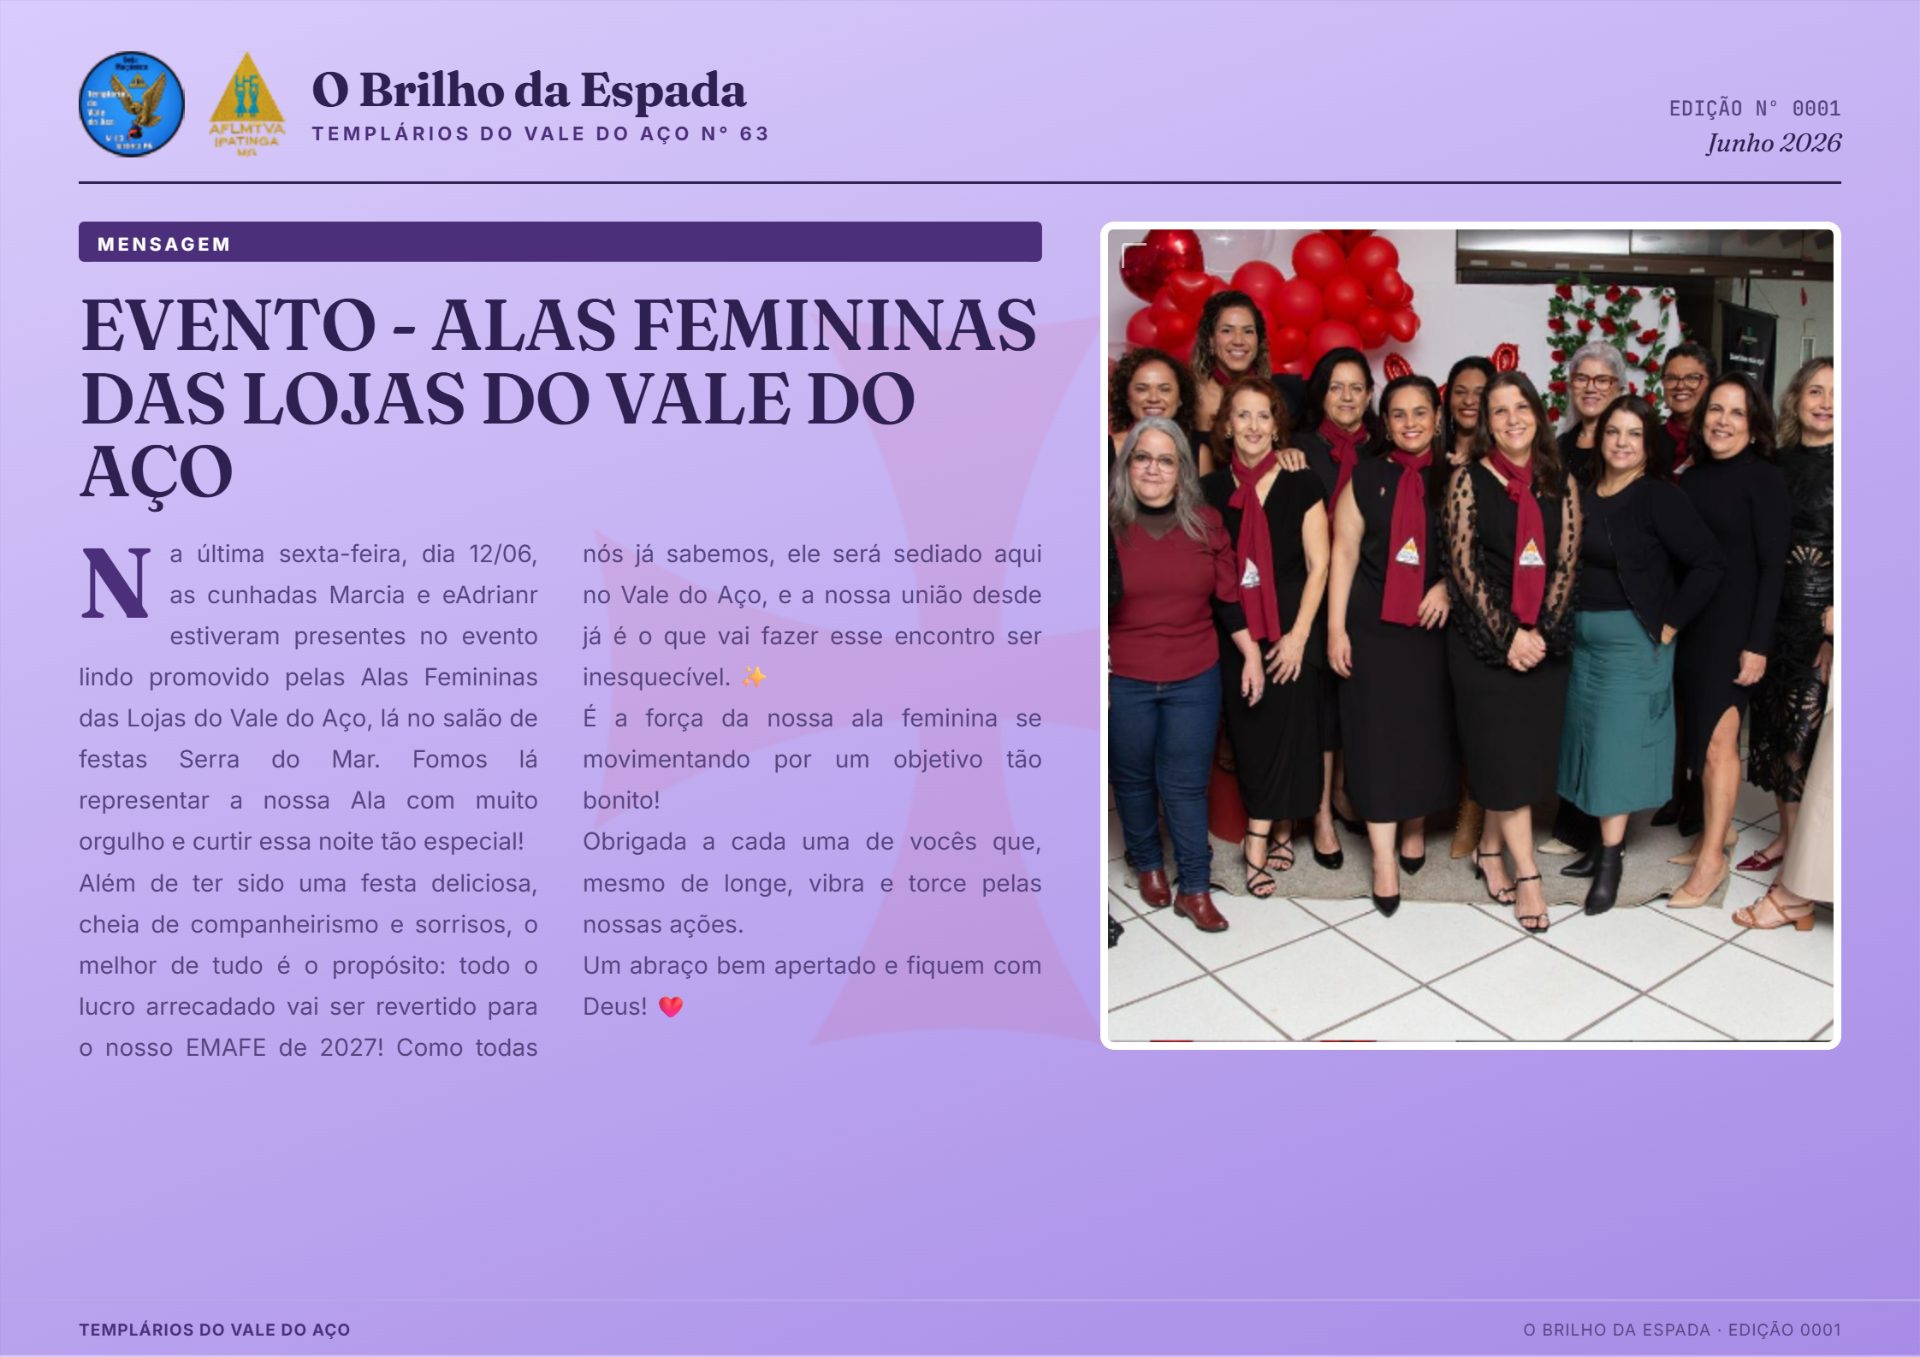 AFLMTVA
IPATINGA
MG
O Brilho da Espada
TEMPLÁRIOS DO VALE DO AÇO N° 63
EDIÇÃO N° 0001
Junho 2026
MENSAGEM
EVENTO - ALAS FEMININAS
DAS LOJAS DO VALE DO
AÇO
Na última sexta-feira, dia 12/06,
as cunhadas Marcia e eAdrianr
estiveram presentes no evento
lindo promovido pelas Alas Femininas
das Lojas do Vale do Aço, lá no salão de
festas Serra do Mar. Fomos lá
representar a nossa Ala com muito
orgulho e curtir essa noite tão especial!
Além de ter sido uma festa deliciosa,
cheia de companheirismo e sorrisos, o
melhor de tudo é o propósito: todo o
lucro arrecadado vai ser revertido para
o nosso EMAFE de 2027! Como todas
nós já sabemos, ele será sediado aqui
no Vale do Aço, e a nossa união desde
já é o que vai fazer esse encontro ser
inesquecível. ✨
É a força da nossa ala feminina se
movimentando por um objetivo tão
bonito!
Obrigada a cada uma de vocês que,
mesmo de longe, vibra e torce pelas
nossas ações.
Um abraço bem apertado e fiquem com
Deus! ❤️
TEMPLÁRIOS DO VALE DO AÇO
O BRILHO DA ESPADA · EDIÇÃO 0001